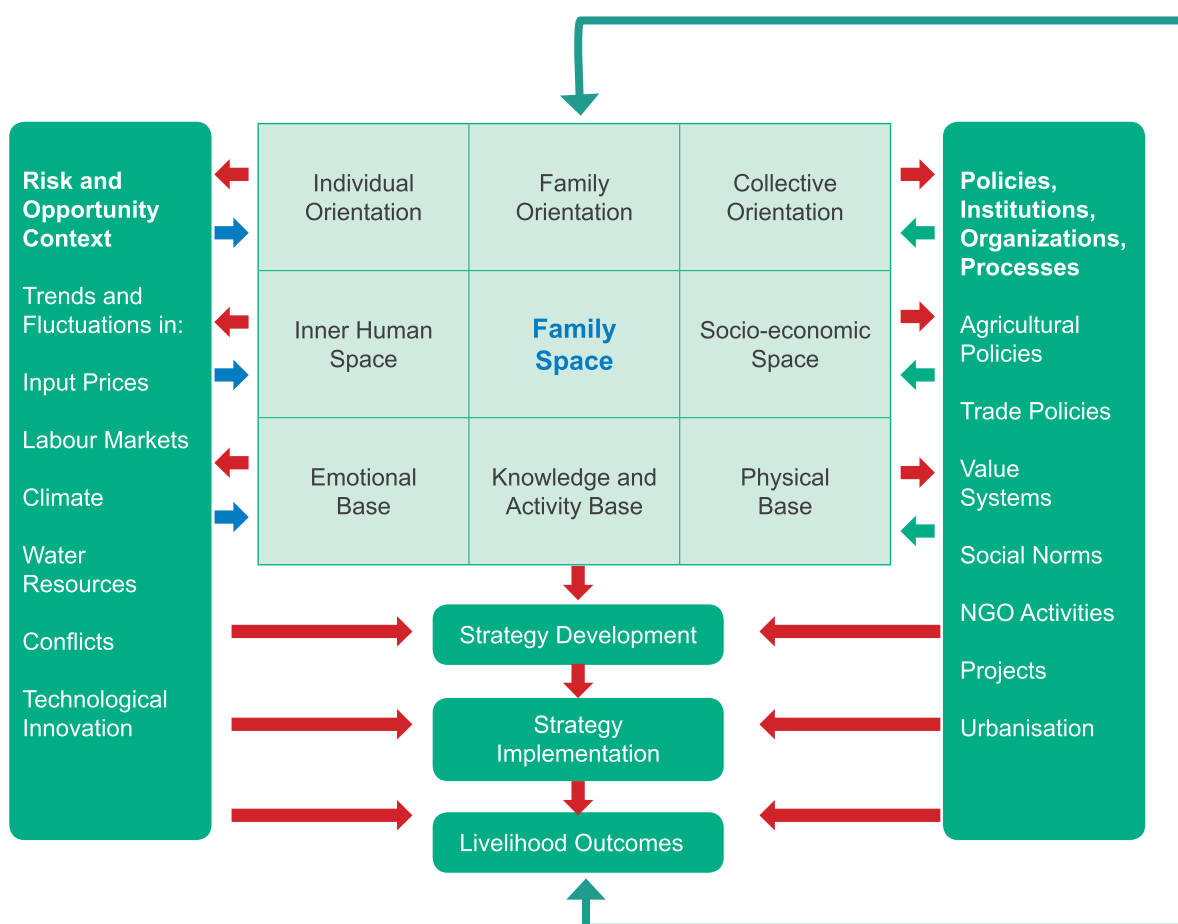 Risk and
Opportunity
Context
Trends and
Fluctuations in:
Input Prices
Labour Markets
Climate
Water
Resources
Conflicts
Technological
Innovation
Individual
Orientation
Family
Orientation
Collective
Orientation
Inner Human
Space
Family
Space
Socio-economic
Space
Emotional
Base
Knowledge and
Activity Base
Physical
Base
Strategy Development
Strategy
Implementation
Livelihood Outcomes
Policies,
Institutions,
Organizations,
Processes
Agricultural
Policies
Trade Policies
Value
Systems
Social Norms
NGO Activities
Projects
Urbanisation